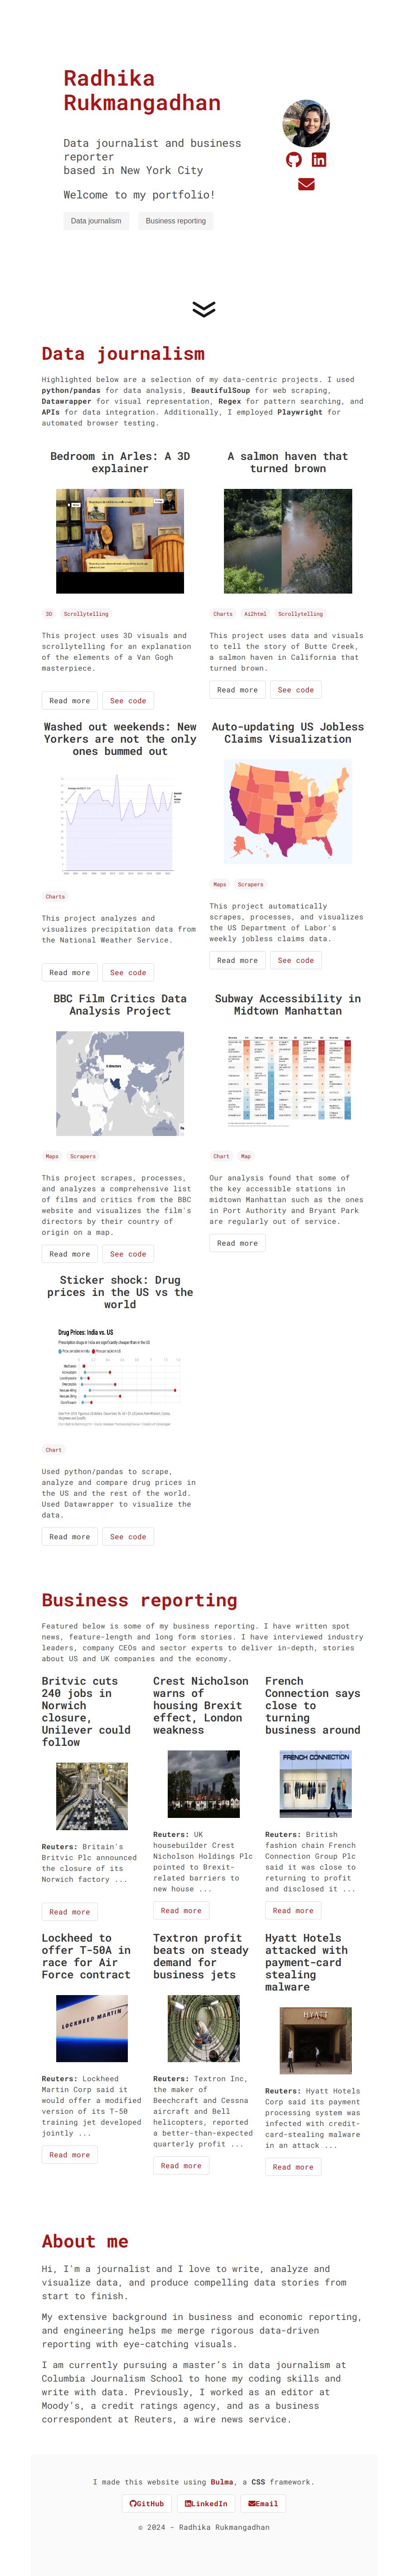 Radhika
Rukmangadhan
Data journalist and business
reporter
based in New York City
Welcome to my portfolio!
Data journalism
Business reporting
Data journalism
Highlighted below are a selection of my data-centric projects. I used
python/pandas for data analysis, BeautifulSoup for web scraping,
Datawrapper for visual representation, Regex for pattern searching, and
APIs for data integration. Additionally, I employed Playwright for
automated browser testing.
Bedroom in Arles: A 3D
explainer
3D
Scrollytelling
This project uses 3D visuals and
scrollytelling for an explanation
of the elements of a Van Gogh
masterpiece.
Read more
See code
A salmon haven that
turned brown
Charts
Ai2html
Scrollytelling
This project uses data and visuals
to tell the story of Butte Creek,
a salmon haven in California that
turned brown.
Read more
See code
Washed out weekends: New
Yorkers are not the only
ones bummed out
Charts
This project analyzes and
visualizes precipitation data from
the National Weather Service.
Read more
See code
Auto-updating US Jobless
Claims Visualization
Maps
Scrapers
This project automatically
scrapes, processes, and visualizes
the US Department of Labor's
weekly jobless claims data.
Read more
See code
BBC Film Critics Data
Analysis Project
Maps
Scrapers
This project scrapes, processes,
and analyzes a comprehensive list
of films and critics from the BBC
website and visualizes the film's
directors by their country of
origin on a map.
Read more
See code
Subway Accessibility in
Midtown Manhattan
Chart
Map
Our analysis found that some of
the key accessible stations in
midtown Manhattan such as the ones
in Port Authority and Bryant Park
are regularly out of service.
Read more
Sticker shock: Drug
prices in the US vs the
world
Drug Prices: India vs. US
Chart
Used python/pandas to scrape,
analyze and compare drug prices in
the US and the rest of the world.
Used Datawrapper to visualize the
data.
Read more
See code
Business reporting
Featured below is some of my business reporting. I have written spot
news, feature-length and long form stories. I have interviewed industry
leaders, company CEOs and sector experts to deliver in-depth, stories
about US and UK companies and the economy.
Britvic cuts
240 jobs in
Norwich
closure,
Unilever could
follow
Reuters: Britain's
Britvic Plc announced
the closure of its
Norwich factory ...
Read more
Crest Nicholson
warns of
housing Brexit
effect, London
weakness
Reuters: UK
housebuilder Crest
Nicholson Holdings Plc
pointed to Brexit-
related barriers to
new house ...
Read more
French
Connection says
close to
turning
business around
FRENCH CONNECTION
Reuters: British
fashion chain French
Connection Group Plc
said it was close to
returning to profit
and disclosed it ...
Read more
Lockheed to
offer T-50A in
race for Air
Force contract
LOCKHEED MARTIN
Reuters: Lockheed
Martin Corp said it
would offer a modified
version of its T-50
training jet developed
jointly ...
Read more
Textron profit
beats on steady
demand for
business jets
Reuters: Textron Inc,
the maker of
Beechcraft and Cessna
aircraft and Bell
helicopters, reported
a better-than-expected
quarterly profit ...
Read more
Hyatt Hotels
attacked with
payment-card
stealing
malware
HYATT
Reuters: Hyatt Hotels
Corp said its payment
processing system was
infected with credit-
card-stealing malware
in an attack ...
Read more
About me
Hi, I'm a journalist and I love to write, analyze and
visualize data, and produce compelling data stories from
start to finish.
My extensive background in business and economic reporting,
and engineering helps me merge rigorous data-driven
reporting with eye-catching visuals.
I am currently pursuing a master's in data journalism at
Columbia Journalism School to hone my coding skills and
write with data. Previously, I worked as an editor at
Moody's, a credit ratings agency, and as a business
correspondent at Reuters, a wire news service.
I made this website using Bulma, a CSS framework.
GitHub
LinkedIn
Email
© 2024 - Radhika Rukmangadhan